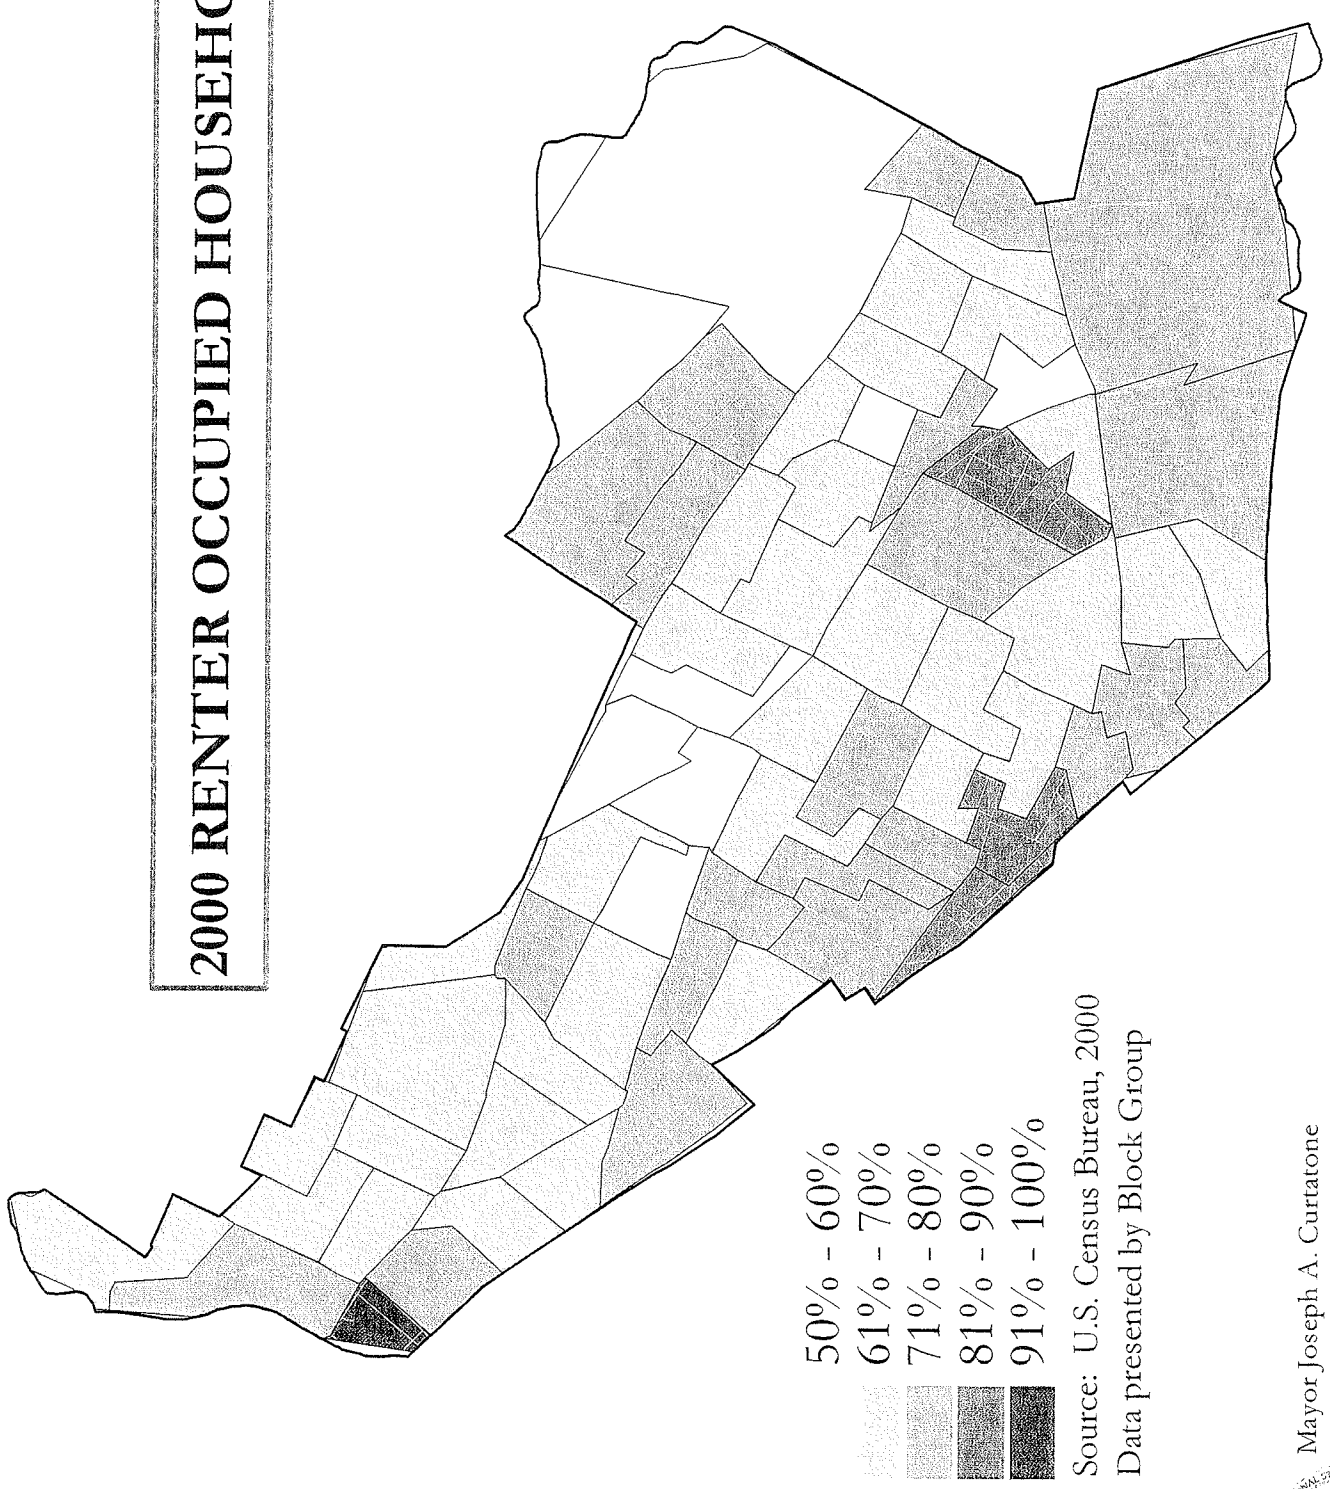 2000 RENTER OCCUPIED
50% - 60%
61% - 70%
71% - 80%
81% - 90%
91% - 100%
Source: U.S. Census Bureau, 2000
Data presented by Block Group
Mayor Joseph A. Curtatone